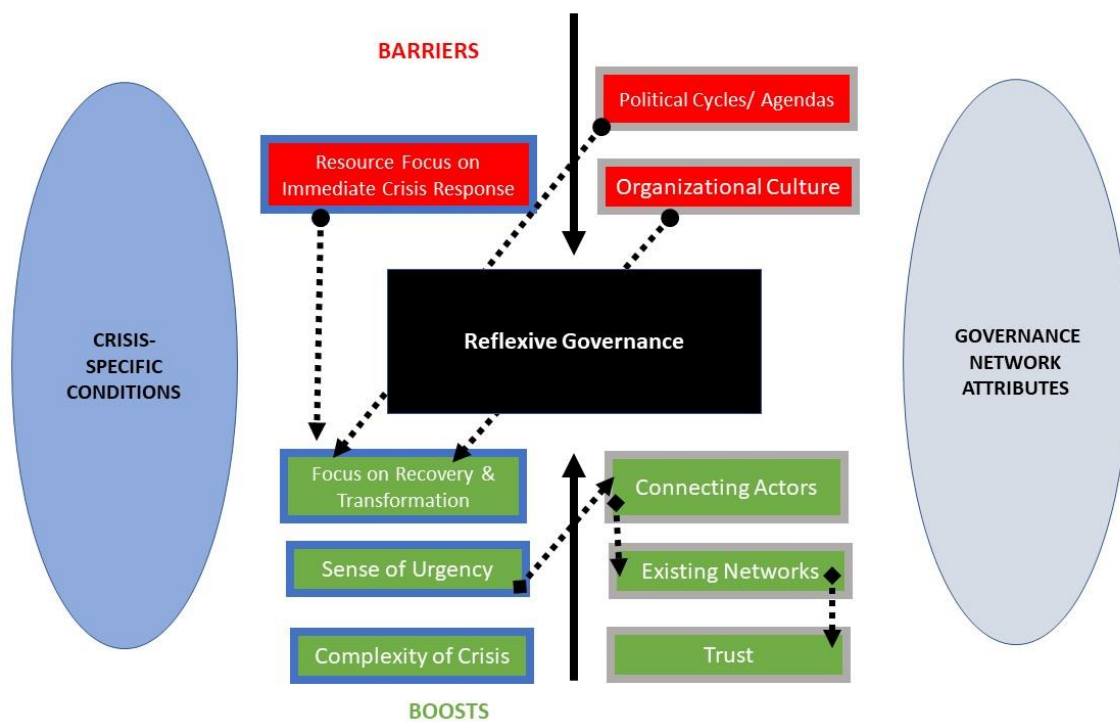 BARRIERS
Political Cycles/ Agendas
Resource Focus on
Immediate Crisis Response
Organizational Culture
CRISIS-
SPECIFIC
CONDITIONS
Reflexive Governance
GOVERNANCE
NETWORK
ATTRIBUTES
Focus on Recovery &
Transformation
Connecting Actors
Sense of Urgency
Existing Networks
Complexity of Crisis
Trust
BOOSTS